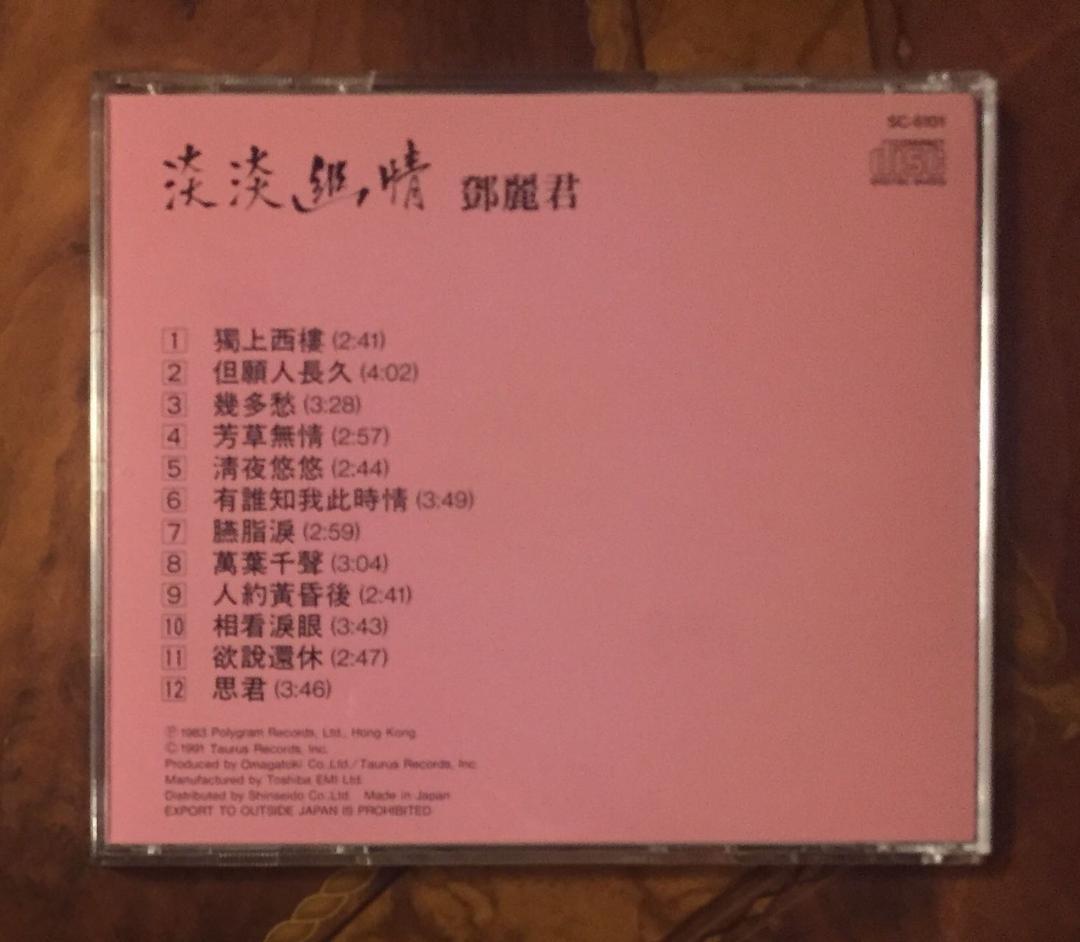 SC-6101
淡淡幽情 鄧麗君
1 獨上西樓 (2:41)
2 但願人長久 (4:02)
3 幾多愁 (3:28)
4 芳草無情 (2:57)
5 清夜悠悠 (2:44)
6 有誰知我此時情 (3:49)
7 臙脂淚 (2:59)
8 萬葉千聲 (3:04)
9 人約黃昏後 (2:41)
10 相看淚眼 (3:43)
11 欲說還休 (2:47)
12 思君 (3:46)
Ⓟ 1983 Polygram Records, Ltd., Hong Kong
© 1991 Taurus Records, Inc.
Produced by Omagatoki Co.,Ltd./Taurus Records, Inc.
Manufactured by Toshiba EMI Ltd.
Distributed by Shinseido Co.,Ltd. Made in Japan
EXPORT TO OUTSIDE JAPAN IS PROHIBITED